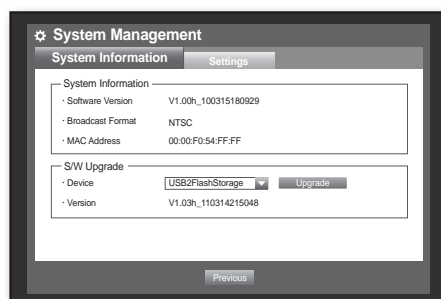 System Management
System Information
Settings
System Information
· Software Version V1.00h_100315180929
· Broadcast Format NTSC
· MAC Address 00:00:F0:54:FF:FF
S/W Upgrade
· Device USB2FlashStorage Upgrade
· Version V1.03h_110314215048
Previous